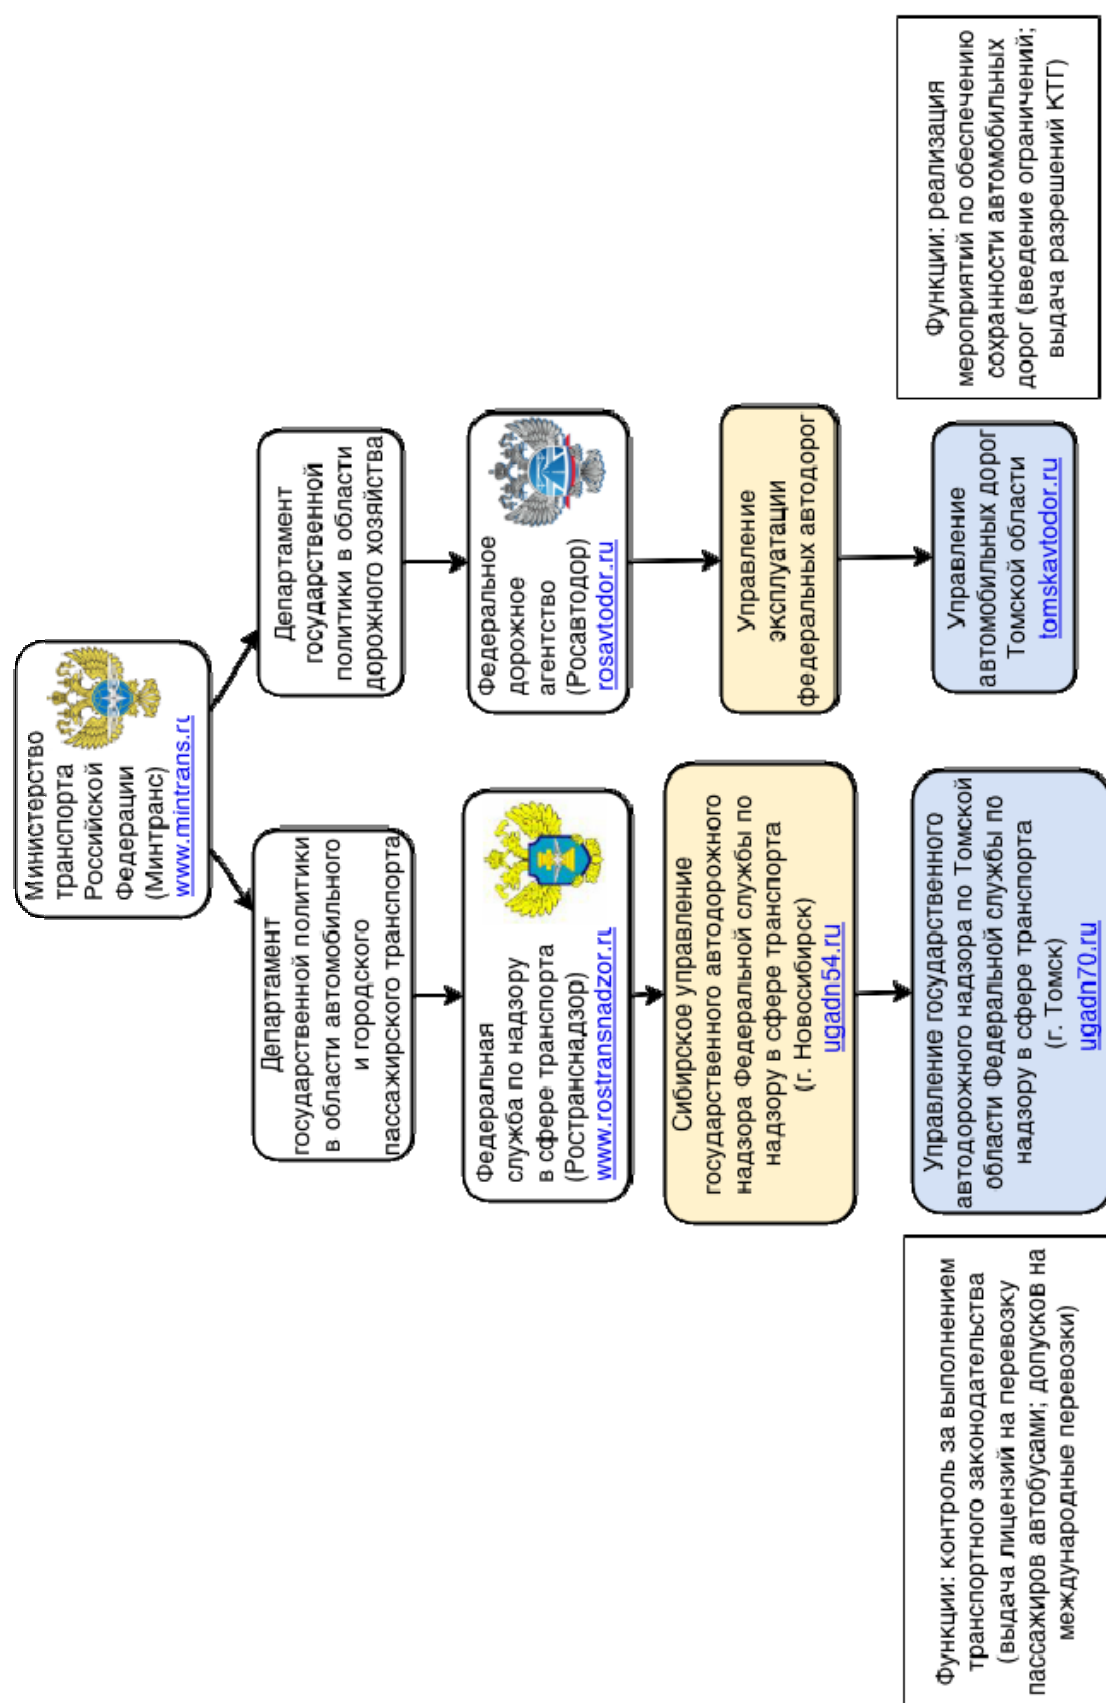 Министерство
транспорта
Российской
Федерации
(Минтранс)
www.mintrans.ru
Департамент
государственной политики
в области автомобильного
и городского
пассажирского транспорта
Департамент
государственной
политики в области
дорожного хозяйства
Федеральная
служба по надзору
в сфере транспорта
(Ространснадзор)
www.rostransnadzor.ru
Федеральное
дорожное
агентство
(Росавтодор)
rosavtodor.ru
Сибирское управление
государственного автодорожного
надзора Федеральной службы по
надзору в сфере транспорта
(г. Новосибирск)
ugadn54.ru
Управление
эксплуатации
федеральных автодорог
Функции: контроль за выполнением
транспортного законодательства
(выдача лицензий на перевозку
пассажиров автобусами; допусков на
международные перевозки)
Управление государственного
автодорожного надзора по Томской
области Федеральной службы по
надзору в сфере транспорта
(г. Томск)
ugadn70.ru
Управление
автомобильных дорог
Томской области
tomskavtodor.ru
Функции: реализация
мероприятий по обеспечению
сохранности автомобильных
дорог (введение ограничений;
выдача разрешений КТГ)